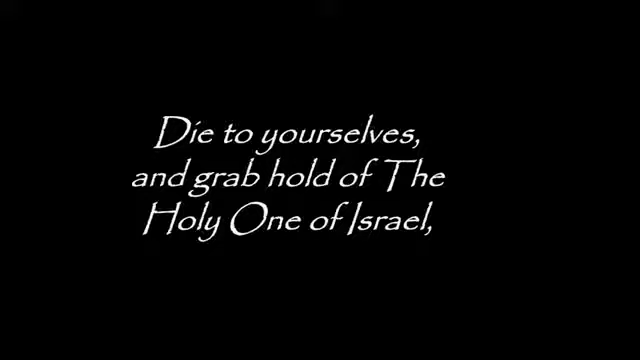 Die to yourselves,
and grab hold of The
Holy One of Israel,